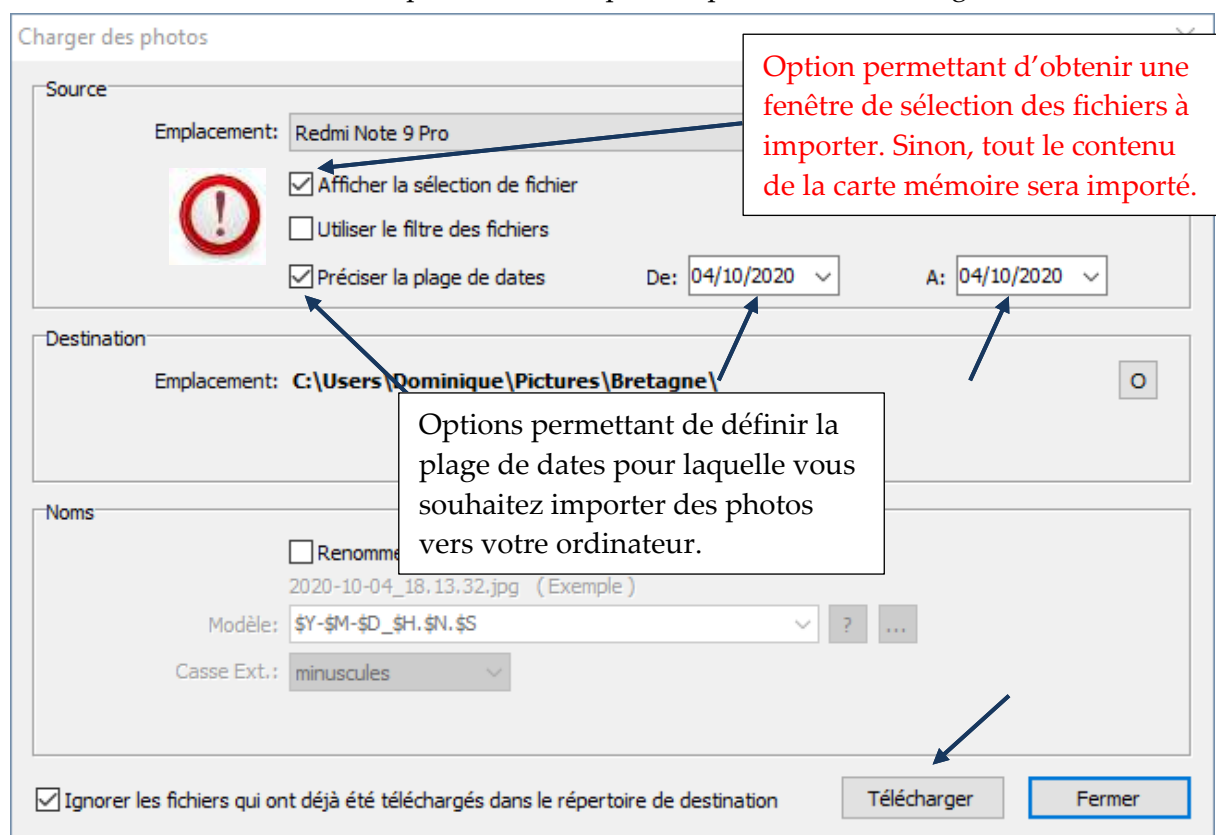 Charger des photos
Option permettant d’obtenir une
fenêtre de sélection des fichiers à
importer. Sinon, tout le contenu
de la carte mémoire sera importé.
Source
Emplacement: Redmi Note 9 Pro
Afficher la sélection de fichier
Utiliser le filtre des fichiers
Préciser la plage de dates De: 04/10/2020 A: 04/10/2020
Destination
Emplacement: C:\Users\Dominique\Pictures\Bretagne\ O
Options permettant de définir la
plage de dates pour laquelle vous
souhaitez importer des photos
vers votre ordinateur.
Noms
Renomme
2020-10-04_18.13.32.jpg (Exemple)
Modèle: $Y-$M-$D_$H.$N.$S ? ...
Casse Ext.: minuscules
Ignorer les fichiers qui ont déjà été téléchargés dans le répertoire de destination Télécharger Fermer